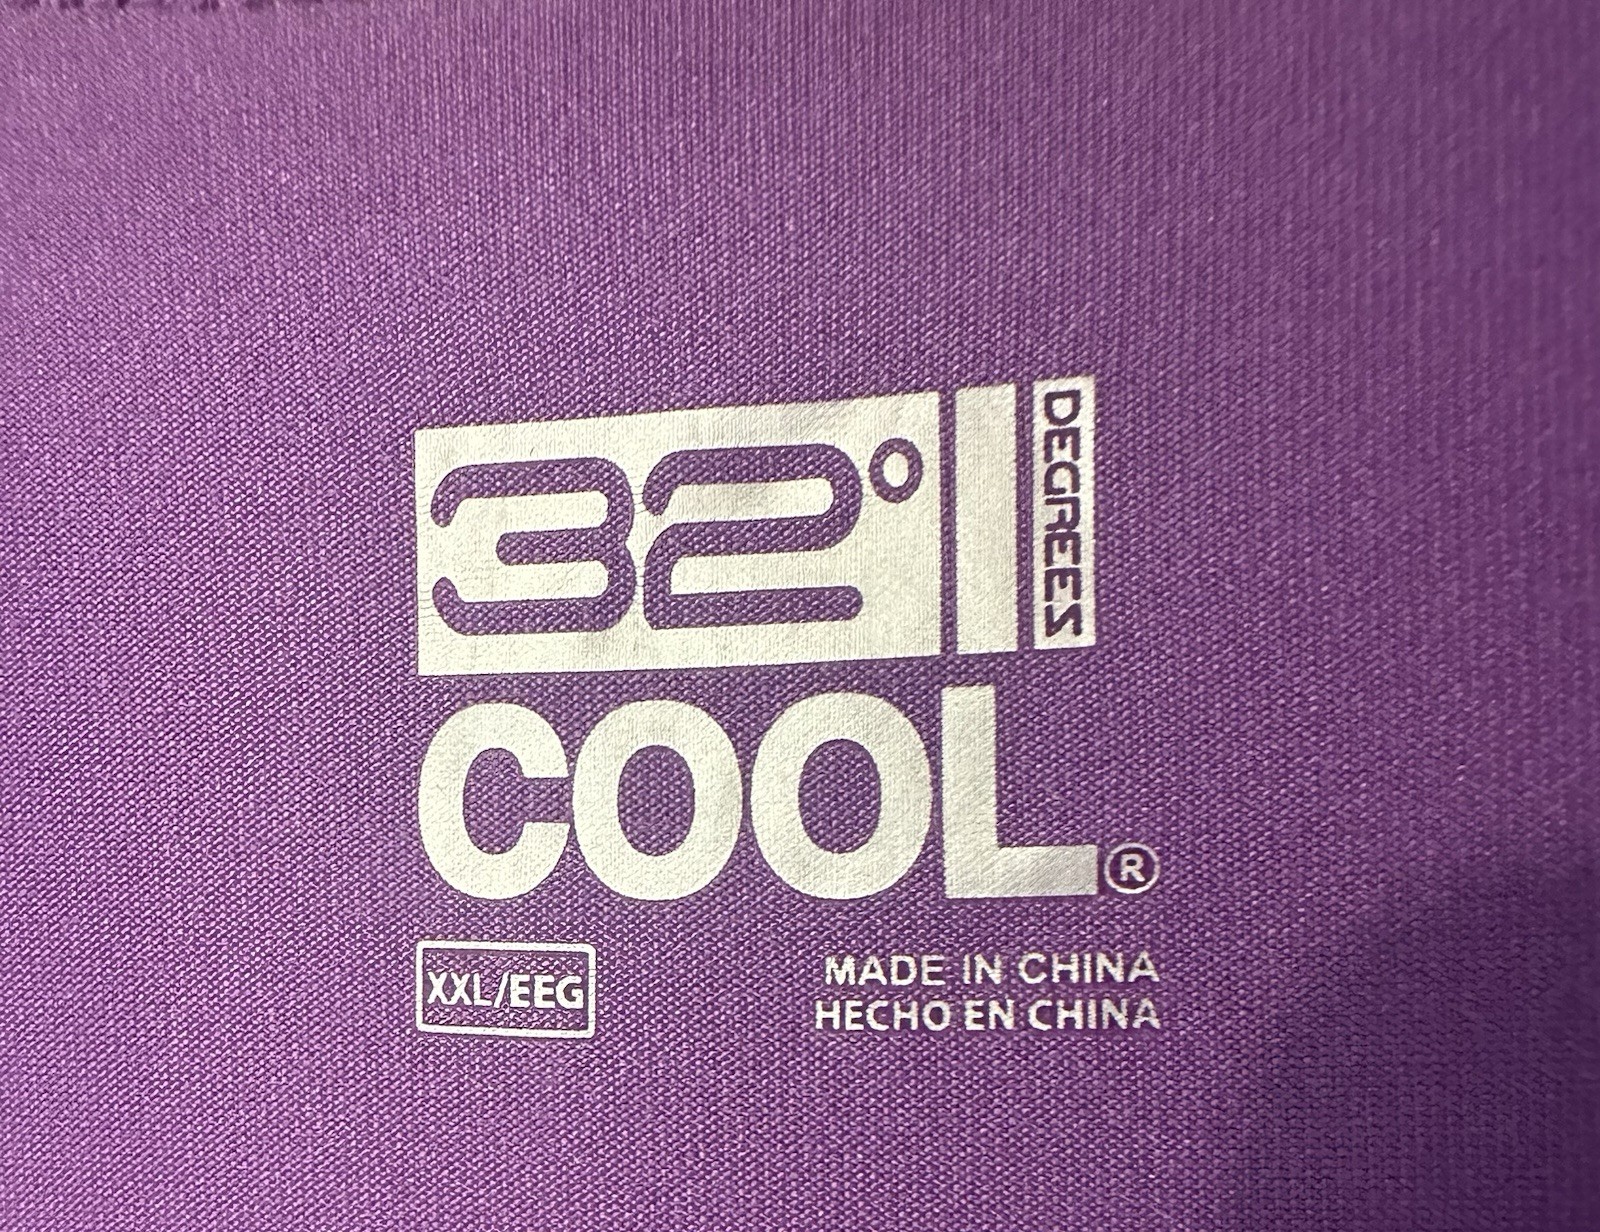 32° DEGREES
COOL®
XXL/EEG
MADE IN CHINA
HECHO EN CHINA